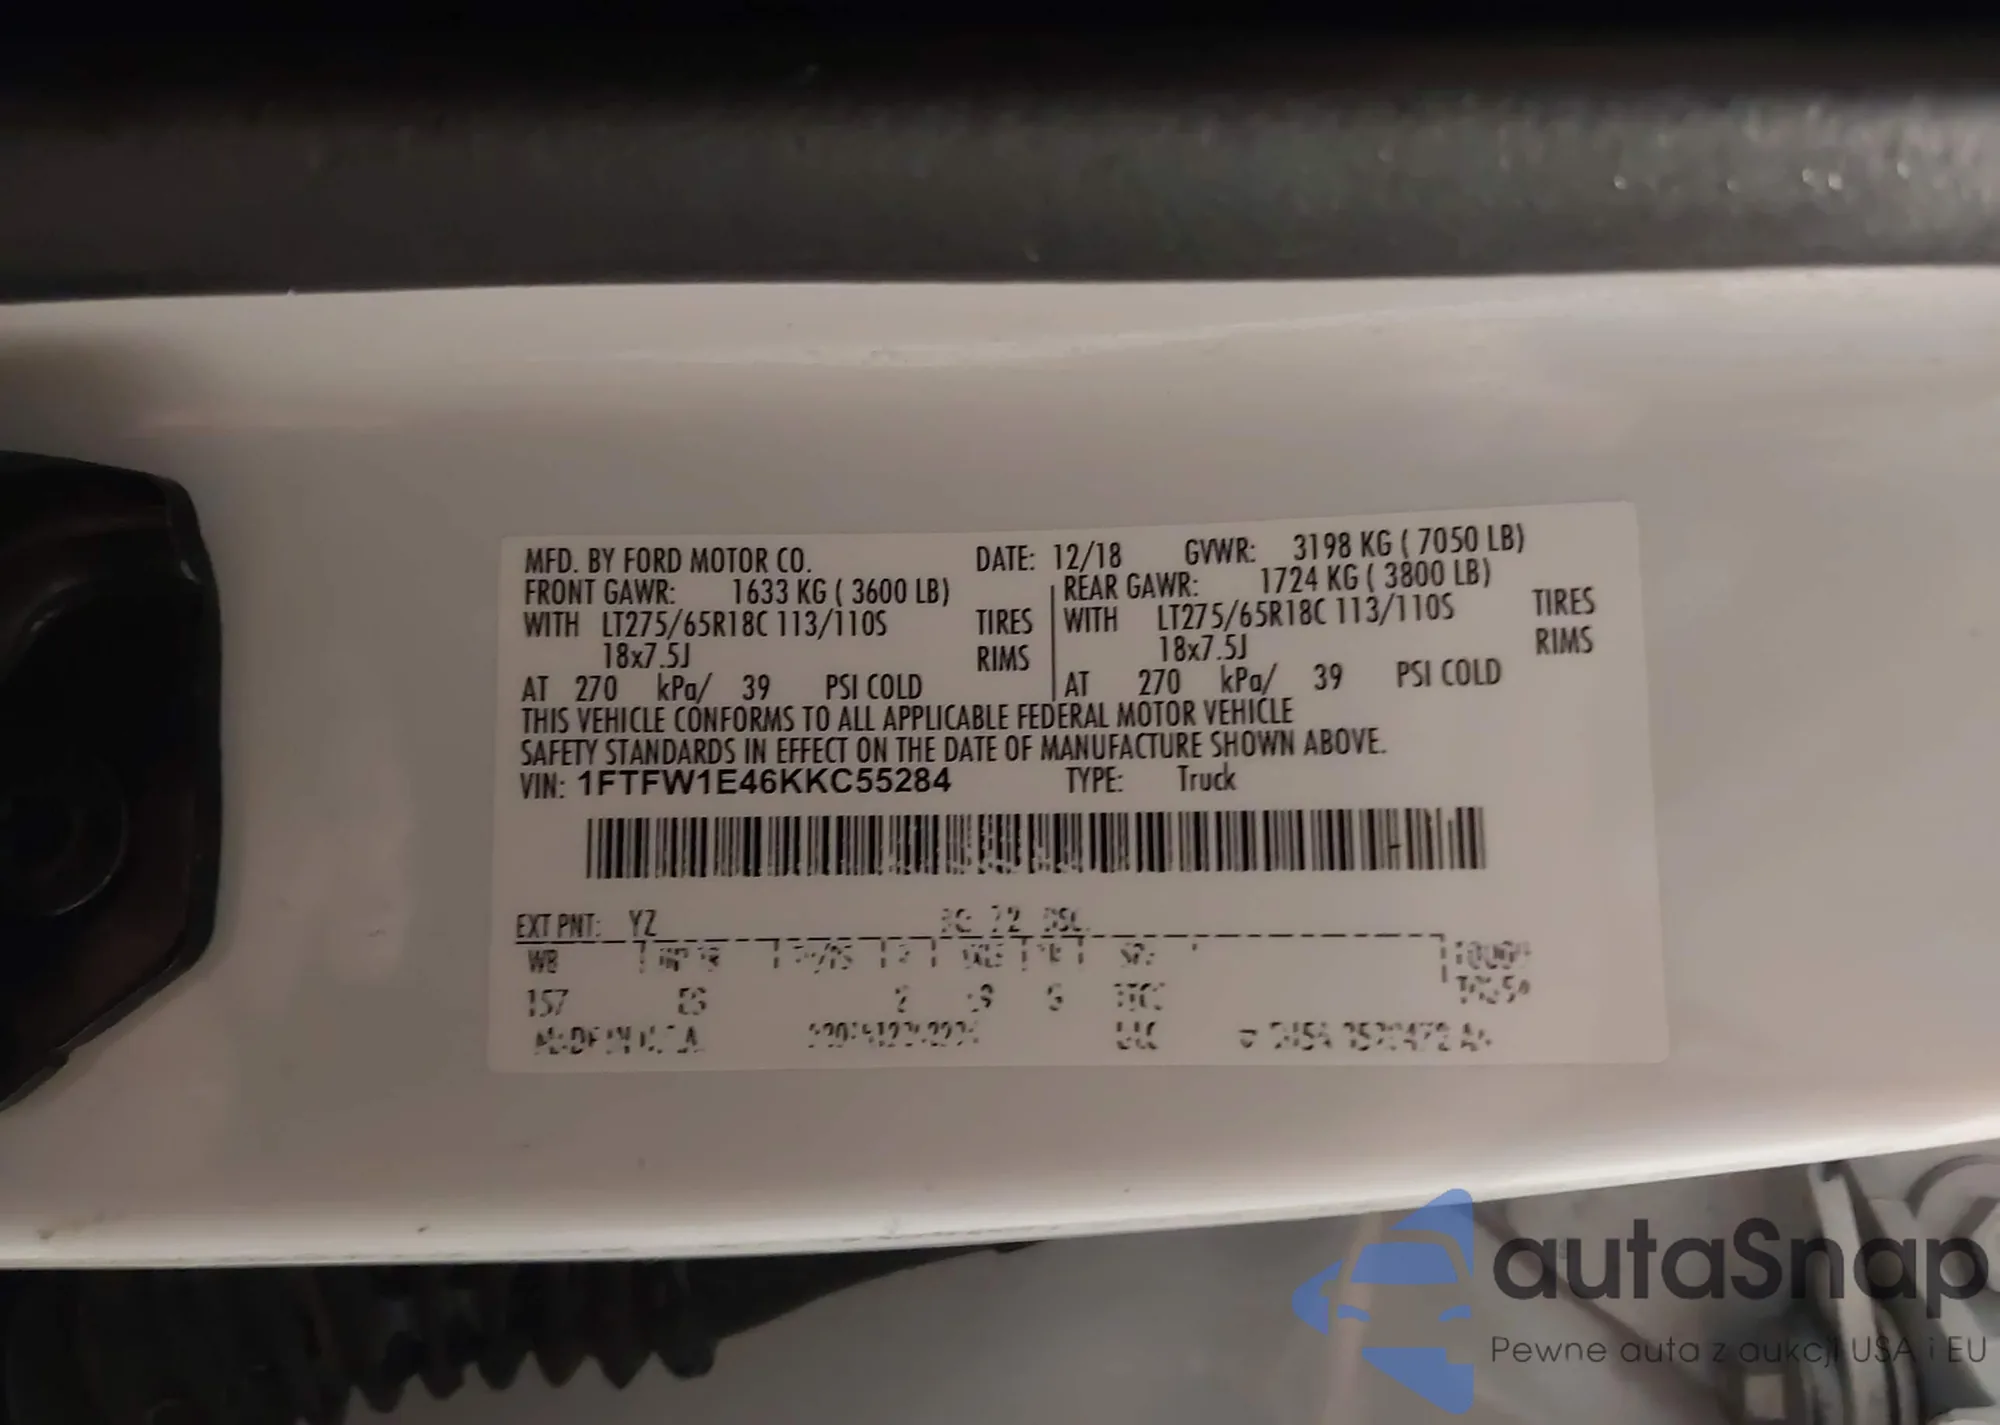 MFD. BY FORD MOTOR CO. DATE: 12/18 GVWR: 3198 KG ( 7050 LB)
FRONT GAWR: 1633 KG ( 3600 LB) REAR GAWR: 1724 KG ( 3800 LB)
WITH LT275/65R18C 113/110S TIRES WITH LT275/65R18C 113/110S TIRES
18x7.5J RIMS 18x7.5J RIMS
AT 270 kPa/ 39 PSI COLD AT 270 kPa/ 39 PSI COLD
THIS VEHICLE CONFORMS TO ALL APPLICABLE FEDERAL MOTOR VEHICLE
SAFETY STANDARDS IN EFFECT ON THE DATE OF MANUFACTURE SHOWN ABOVE.
VIN: 1FTFW1E46KKC55284 TYPE: Truck
EXT PNT: YZ
WB
157
autaSnap
Pewne auta z aukcji USA i EU